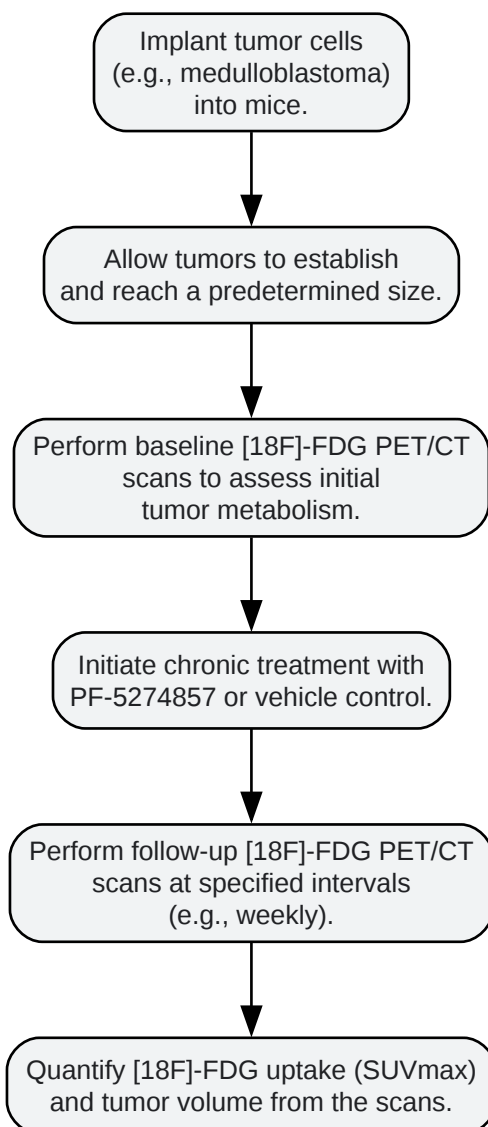 Implant tumor cells
(e.g., medulloblastoma)
into mice.
Allow tumors to establish
and reach a predetermined size.
Perform baseline [18F]-FDG PET/CT
scans to assess initial
tumor metabolism.
Initiate chronic treatment with
PF-5274857 or vehicle control.
Perform follow-up [18F]-FDG PET/CT
scans at specified intervals
(e.g., weekly).
Quantify [18F]-FDG uptake (SUVmax)
and tumor volume from the scans.